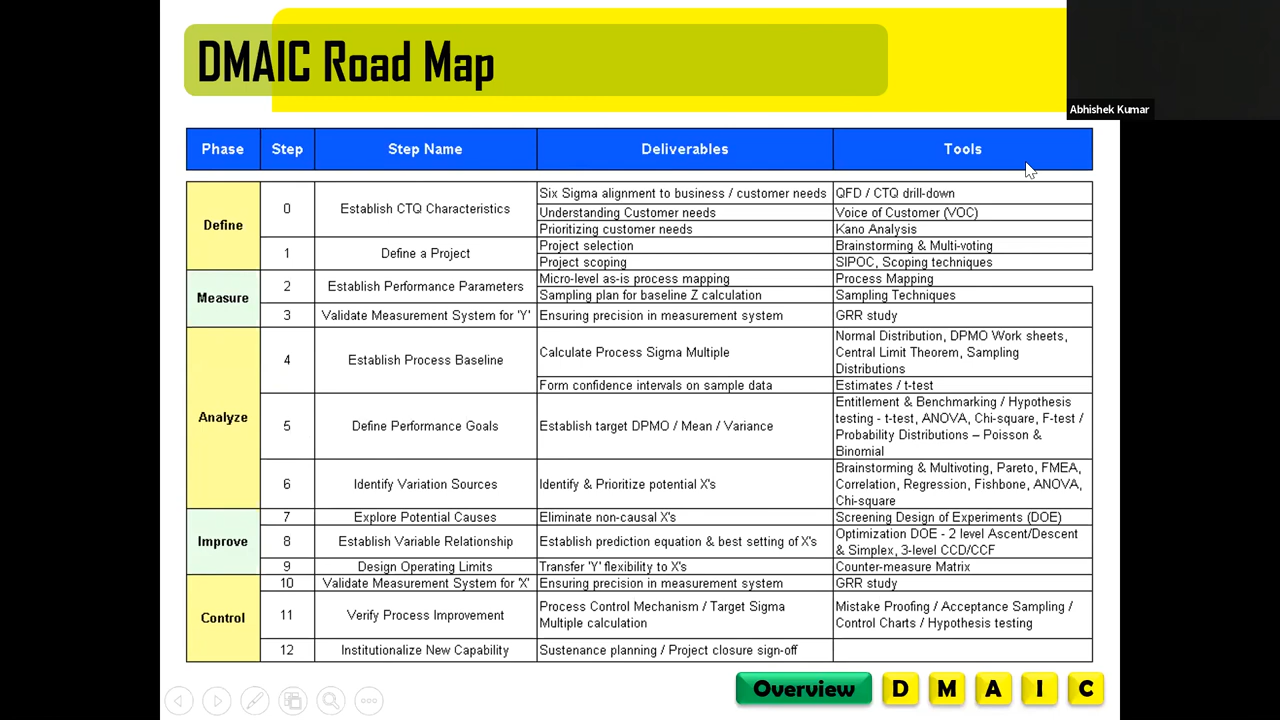 DMAIC Road Map
Abhishek Kumar
Phase Step Step Name Deliverables Tools
Define
0 Establish CTQ Characteristics
Six Sigma alignment to business / customer needs QFD / CTQ drill-down
Understanding Customer needs Voice of Customer (VOC)
Prioritizing customer needs Kano Analysis
1 Define a Project
Project selection Brainstorming & Multi-voting
Project scoping SIPOC, Scoping techniques
Measure
2 Establish Performance Parameters
Micro-level as-is process mapping Process Mapping
Sampling plan for baseline Z calculation Sampling Techniques
3 Validate Measurement System for 'Y' Ensuring precision in measurement system GRR study
Analyze
4 Establish Process Baseline
Calculate Process Sigma Multiple
Normal Distribution, DPMO Work sheets,
Central Limit Theorem, Sampling
Distributions
Form confidence intervals on sample data Estimates / t-test
5 Define Performance Goals Establish target DPMO / Mean / Variance
Entitlement & Benchmarking / Hypothesis
testing - t-test, ANOVA, Chi-square, F-test /
Probability Distributions – Poisson &
Binomial
6 Identify Variation Sources Identify & Prioritize potential X's
Brainstorming & Multivoting, Pareto, FMEA,
Correlation, Regression, Fishbone, ANOVA,
Chi-square
Improve
7 Explore Potential Causes Eliminate non-causal X's Screening Design of Experiments (DOE)
8 Establish Variable Relationship Establish prediction equation & best setting of X's
Optimization DOE - 2 level Ascent/Descent
& Simplex, 3-level CCD/CCF
9 Design Operating Limits Transfer 'Y' flexibility to X's Counter-measure Matrix
Control
10 Validate Measurement System for 'X' Ensuring precision in measurement system GRR study
11 Verify Process Improvement
Process Control Mechanism / Target Sigma
Multiple calculation
Mistake Proofing / Acceptance Sampling /
Control Charts / Hypothesis testing
12 Institutionalize New Capability Sustenance planning / Project closure sign-off
Overview D M A I C